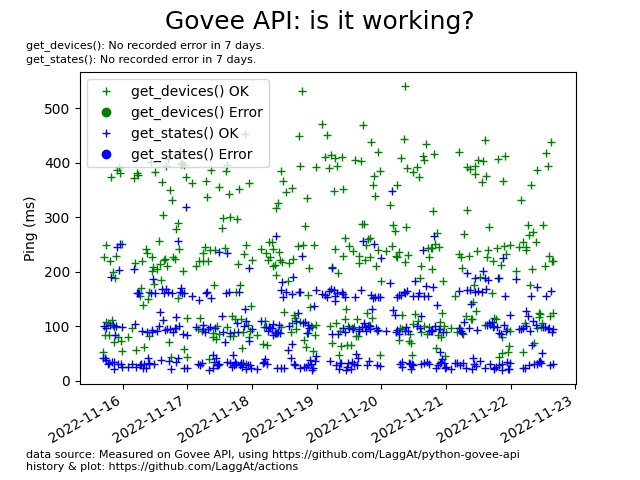 Govee API: is it working?
get_devices(): No recorded error in 7 days.
get_states(): No recorded error in 7 days.
get_devices() OK
get_devices() Error
get_states() OK
get_states() Error
Ping (ms)
500
400
300
200
100
0
2022-11-16
2022-11-17
2022-11-18
2022-11-19
2022-11-20
2022-11-21
2022-11-22
2022-11-23
data source: Measured on Govee API, using https://github.com/LaggAt/python-govee-api
history & plot: https://github.com/LaggAt/actions